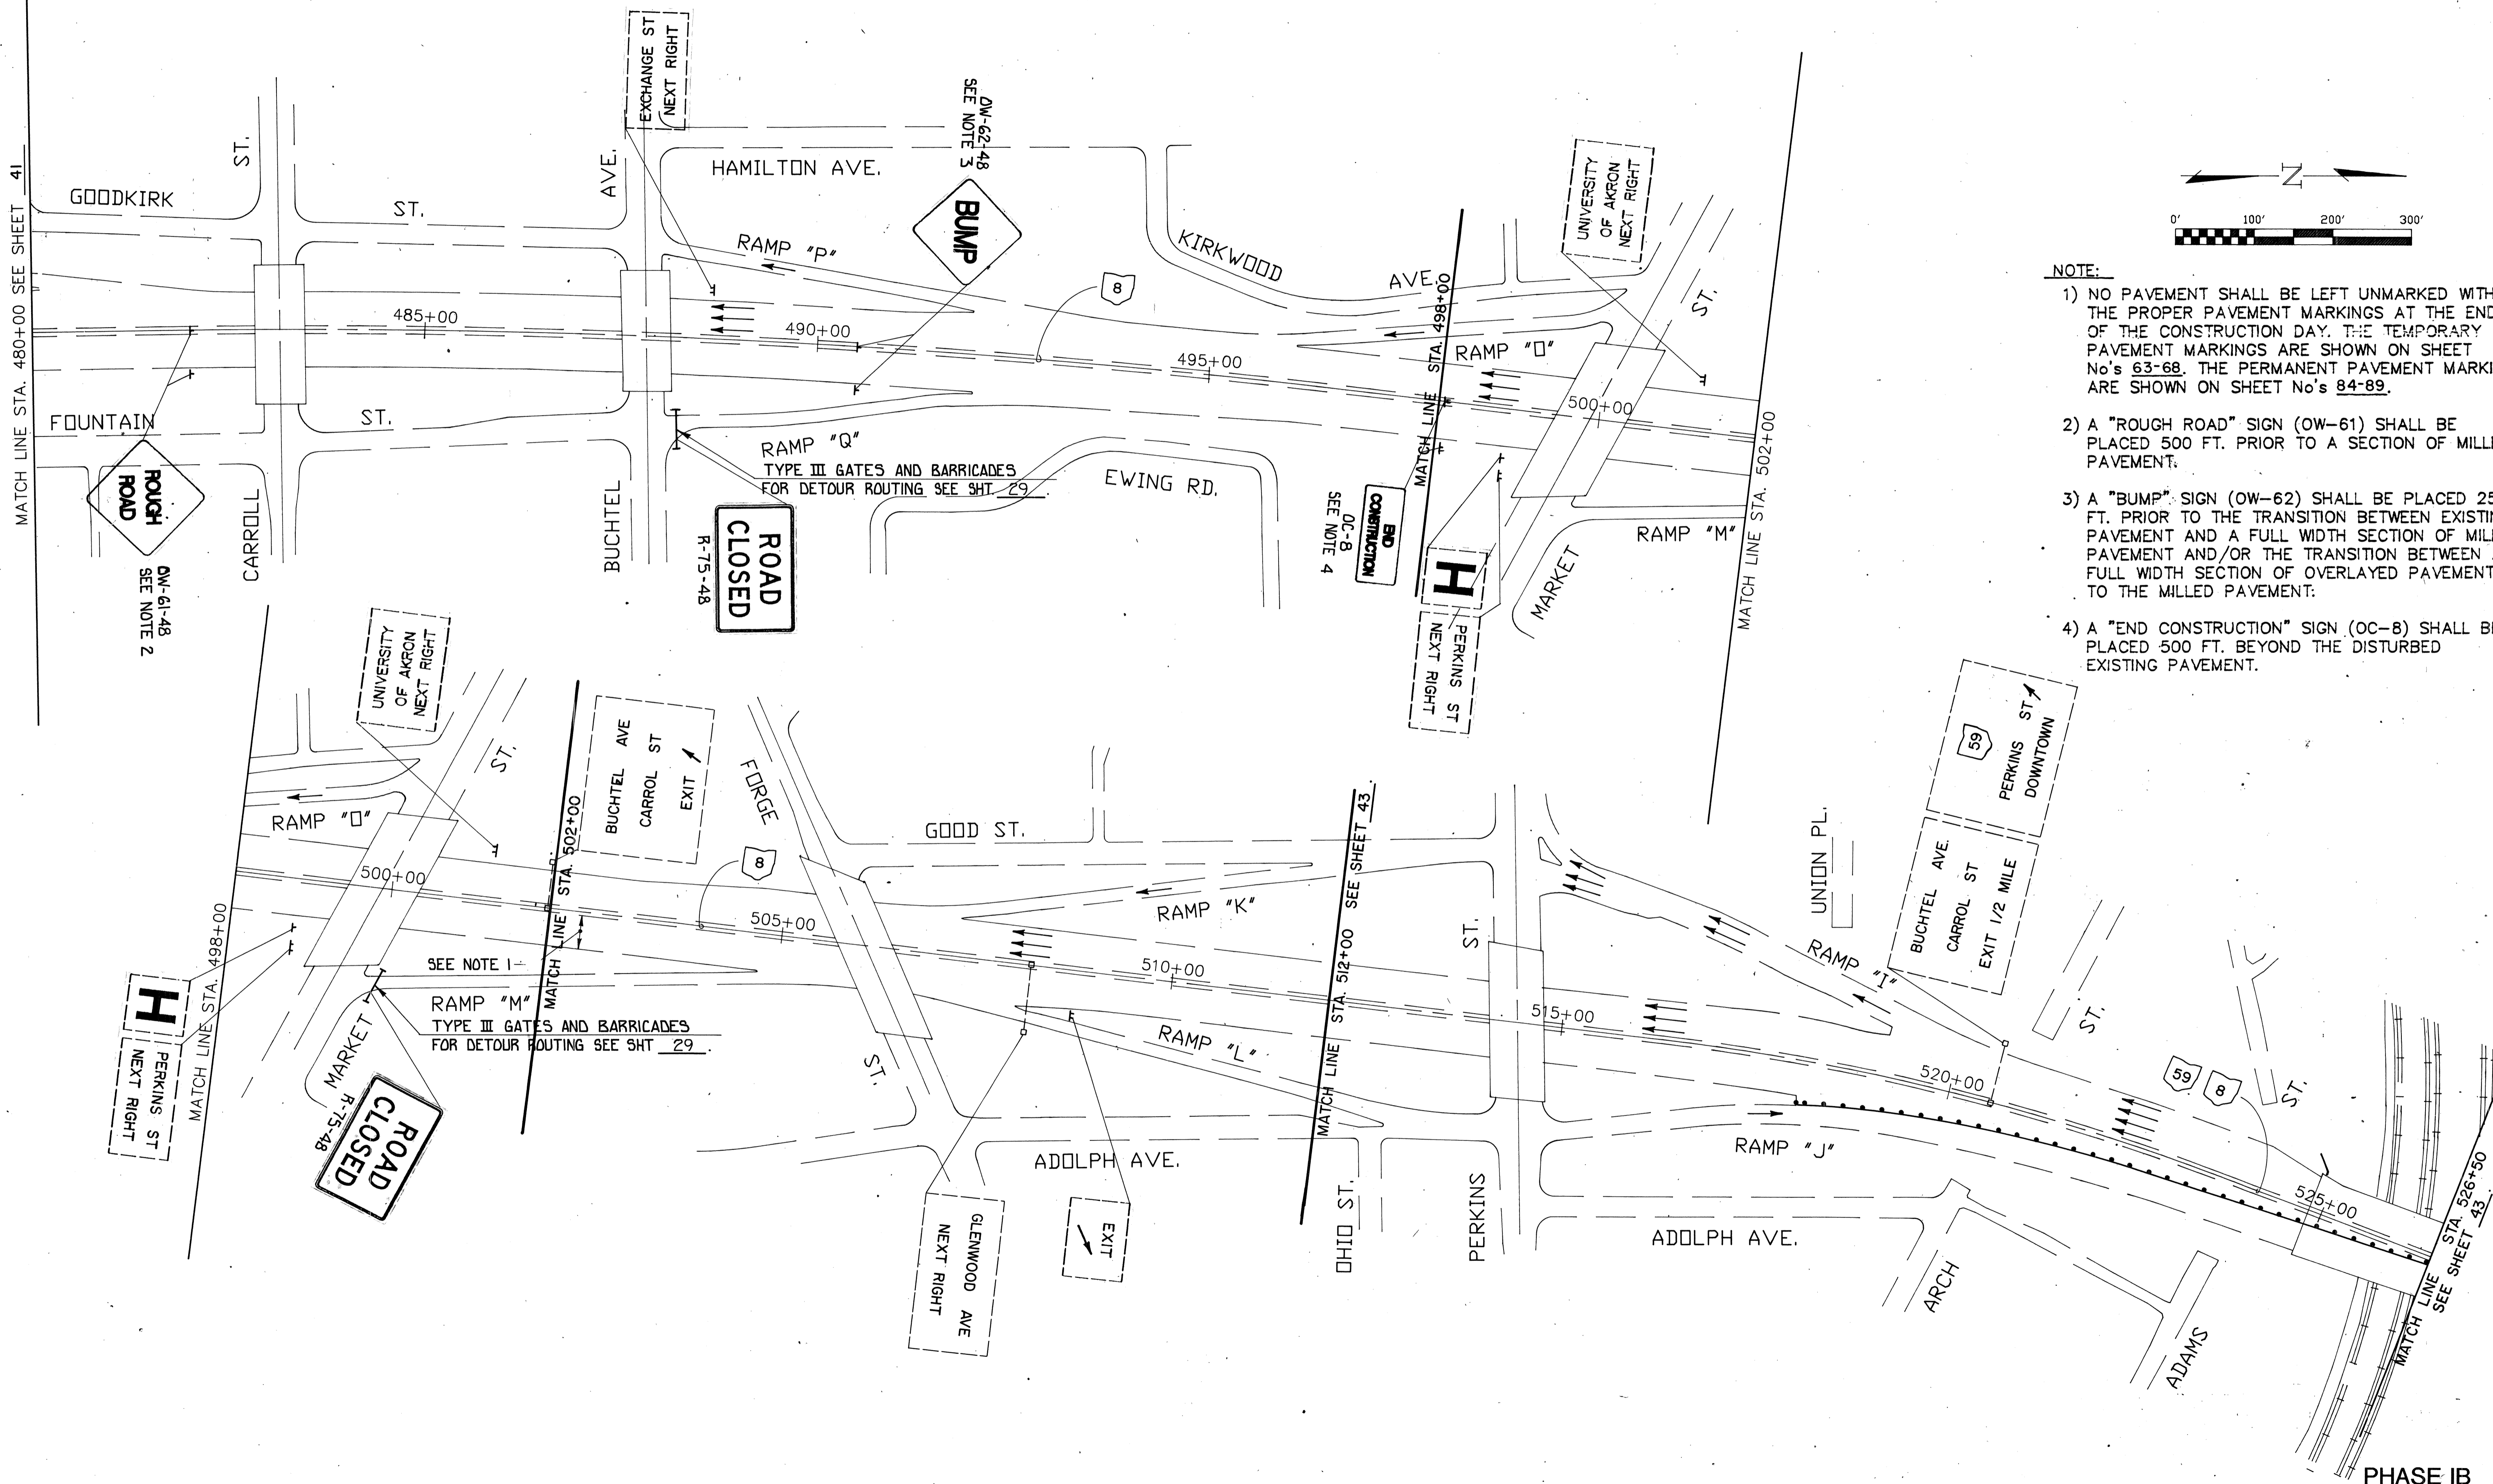 MATCH LINE STA. 480+00 SEE SHEET 41
GOODKIRK
ST.
ST.
AVE.
EXCHANGE ST
NEXT RIGHT
HAMILTON AVE.
OW-62-48
SEE NOTE 3
BUMP
RAMP "P"
8
KIRKWOOD
AVE.
UNIVERSITY
OF AKRON
NEXT RIGHT
ST.
485+00
490+00
495+00
500+00
RAMP "O"
MATCH LINE STA. 498+00
MATCH LINE STA. 502+00
FOUNTAIN
ST.
ROUGH
ROAD
OW-61-48
SEE NOTE 2
CARROLL
BUCHTEL
RAMP "Q"
TYPE III GATES AND BARRICADES
FOR DETOUR ROUTING SEE SHT. 29.
ROAD
CLOSED
R-75-48
EWING RD.
END
CONSTRUCTION
OC-8
SEE NOTE 4
H
PERKINS ST
NEXT RIGHT
MARKET
RAMP "M"
N
0' 100' 200' 300'
NOTE:
1) NO PAVEMENT SHALL BE LEFT UNMARKED WITH
THE PROPER PAVEMENT MARKINGS AT THE END
OF THE CONSTRUCTION DAY. THE TEMPORARY
PAVEMENT MARKINGS ARE SHOWN ON SHEET
No's 63-68. THE PERMANENT PAVEMENT MARKI
ARE SHOWN ON SHEET No's 84-89.
2) A "ROUGH ROAD" SIGN (OW-61) SHALL BE
PLACED 500 FT. PRIOR TO A SECTION OF MILL
PAVEMENT.
3) A "BUMP" SIGN (OW-62) SHALL BE PLACED 25
FT. PRIOR TO THE TRANSITION BETWEEN EXISTI
PAVEMENT AND A FULL WIDTH SECTION OF MIL
PAVEMENT AND/OR THE TRANSITION BETWEEN
FULL WIDTH SECTION OF OVERLAYED PAVEMENT
TO THE MILLED PAVEMENT.
4) A "END CONSTRUCTION" SIGN (OC-8) SHALL B
PLACED 500 FT. BEYOND THE DISTURBED
EXISTING PAVEMENT.
UNIVERSITY
OF AKRON
NEXT RIGHT
ST.
BUCHTEL AVE
CARROL ST
EXIT
FORGE
8
GOOD ST.
RAMP "O"
500+00
505+00
510+00
515+00
520+00
525+00
MATCH LINE STA. 498+00
MATCH LINE STA. 502+00
SEE NOTE 1
RAMP "M"
TYPE III GATES AND BARRICADES
FOR DETOUR ROUTING SEE SHT 29.
H
PERKINS ST
NEXT RIGHT
MARKET
R-75-48
ROAD
CLOSED
RAMP "K"
RAMP "L"
ST.
ADOLPH AVE.
GLENWOOD AVE
NEXT RIGHT
EXIT
MATCH LINE STA. 512+00 SEE SHEET 43.
OHIO ST.
PERKINS
ST.
UNION PL.
59
PERKINS ST
DOWNTOWN
BUCHTEL AVE.
CARROL ST
EXIT 1/2 MILE
RAMP "I"
ST.
59
8
ST.
RAMP "J"
ADOLPH AVE.
ARCH
ADAMS
MATCH LINE STA. 526+50
SEE SHEET 43.
PHASE IB